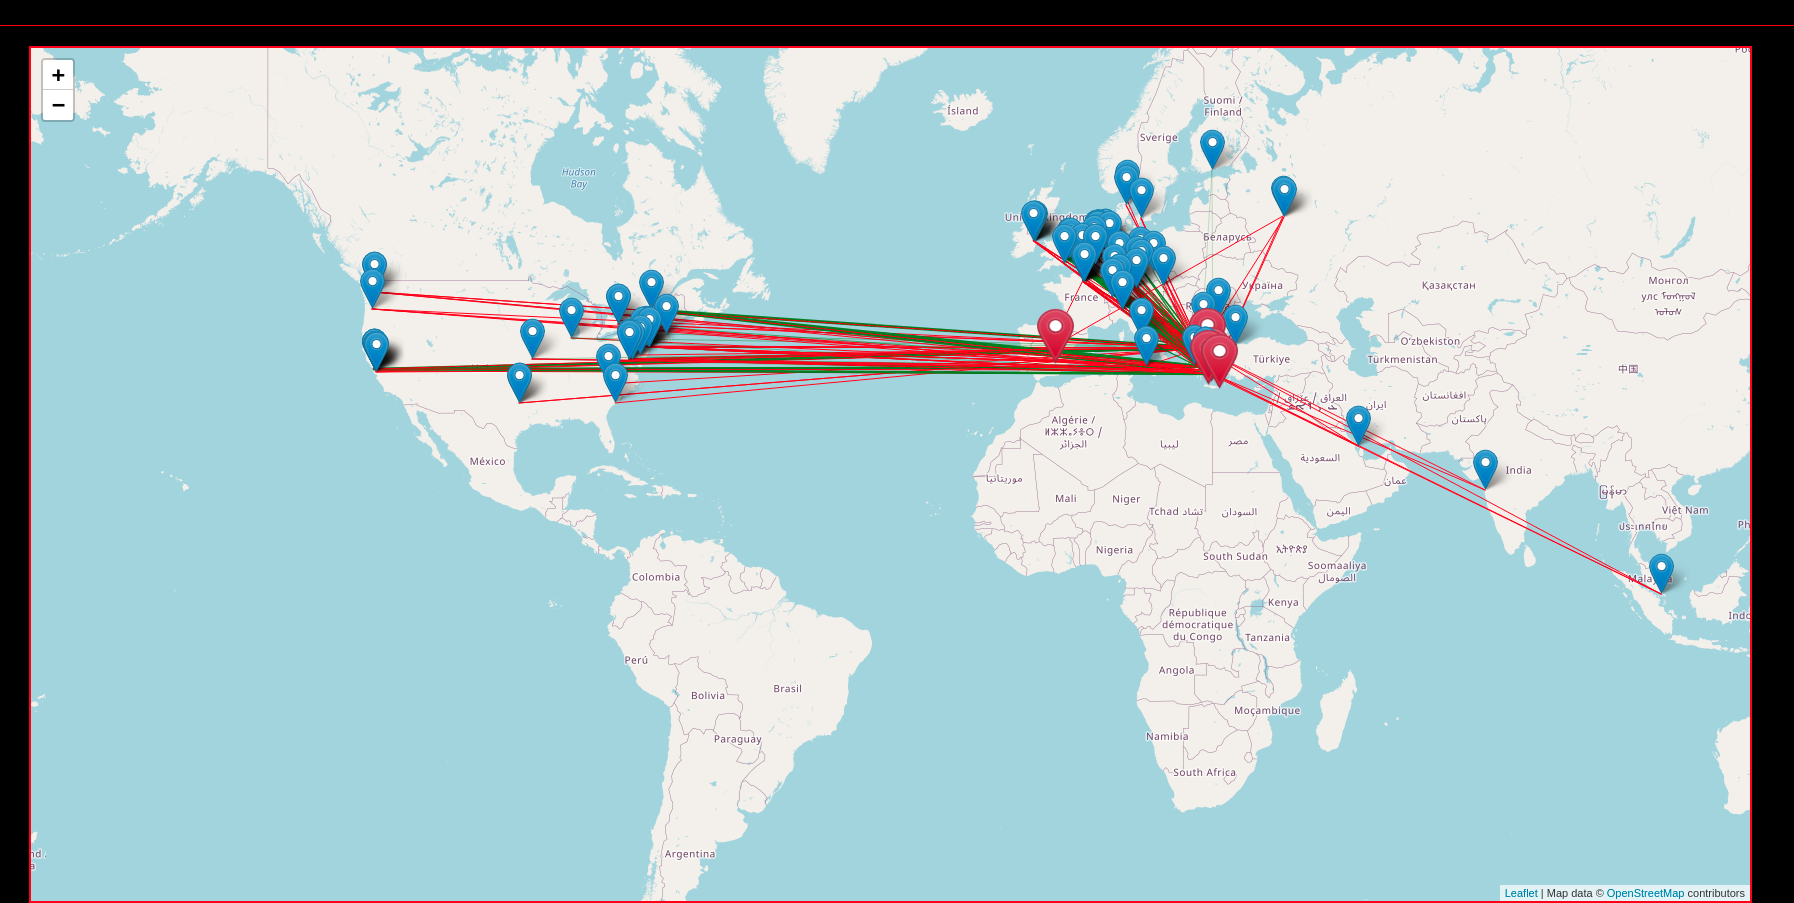 +
−
Ísland
Suomi /
Finland
Sverige
Hudson
Bay
Беларусь
Україна
France
Қазақстан
Монгол
улс
Oʻzbekiston
Türkmenistan
Türkiye
中国
افغانستان
ایران
پاکستان
Algérie /
ⵍⵣⵣⴰⵢⴻⵔ /
الجزائر
ليبيا
مصر
العراق /
السعودية
México
India
موريتانيا
عمان
Mali
Niger
Tchad تشاد
السودان
اليمن
Việt Nam
ประเทศไทย
Nigeria
South Sudan
ኢትዮጵያ
Soomaaliya
الصومال
Colombia
Kenya
République
démocratique
du Congo
Tanzania
Perú
Angola
Bolivia
Brasil
Moçambique
Paraguay
Namibia
South Africa
Argentina
Leaflet | Map data © OpenStreetMap contributors